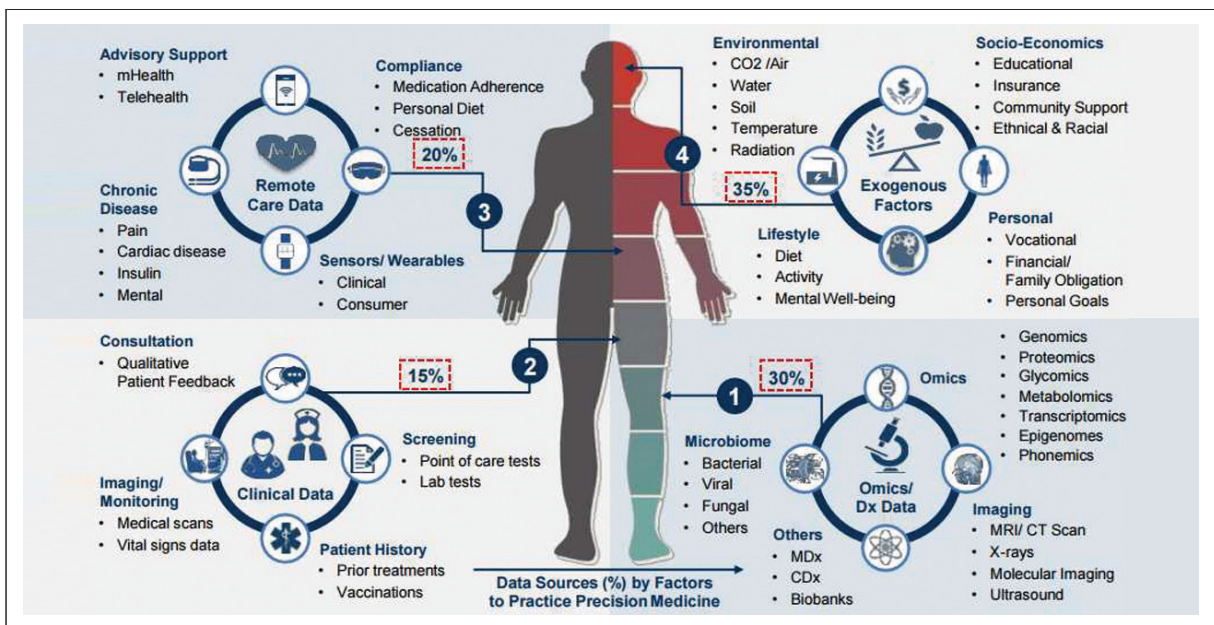 Advisory Support
• mHealth
• Telehealth
Compliance
• Medication Adherence
• Personal Diet
• Cessation
20%
3
Remote
Care Data
Chronic
Disease
• Pain
• Cardiac disease
• Insulin
• Mental
Sensors/ Wearables
• Clinical
• Consumer
Environmental
• CO2 /Air
• Water
• Soil
• Temperature
• Radiation
Socio-Economics
• Educational
• Insurance
• Community Support
• Ethnical & Racial
4
35%
$
Exogenous
Factors
Lifestyle
• Diet
• Activity
• Mental Well-being
Personal
• Vocational
• Financial/
Family Obligation
• Personal Goals
Consultation
• Qualitative
Patient Feedback
15%
2
Clinical Data
Screening
• Point of care tests
• Lab tests
Imaging/
Monitoring
• Medical scans
• Vital signs data
Patient History
• Prior treatments
• Vaccinations
1
30%
Omics
• Genomics
• Proteomics
• Glycomics
• Metabolomics
• Transcriptomics
• Epigenomes
• Phonemics
Microbiome
• Bacterial
• Viral
• Fungal
• Others
Omics/
Dx Data
Others
• MDx
• CDx
• Biobanks
Imaging
• MRI/ CT Scan
• X-rays
• Molecular Imaging
• Ultrasound
Data Sources (%) by Factors
to Practice Precision Medicine